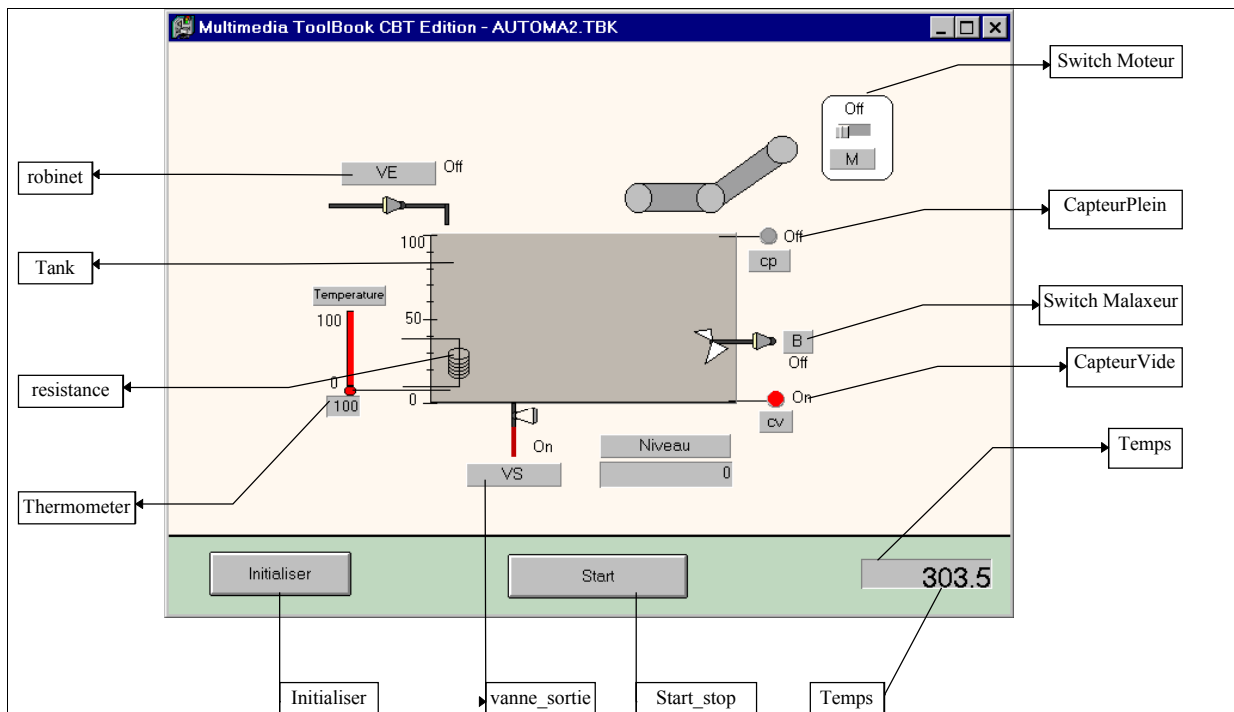 Multimedia ToolBook CBT Edition - AUTOMA2.TBK
Switch Moteur
Off
M
robinet
VE
Off
CapteurPlein
100
Off
cp
Tank
Temperature
100
50
Switch Malaxeur
B
Off
CapteurVide
resistance
0
0
100
On
cv
On
Niveau
Temps
VS
0
Thermometer
Initialiser
Start
303.5
Initialiser
vanne_sortie
Start_stop
Temps